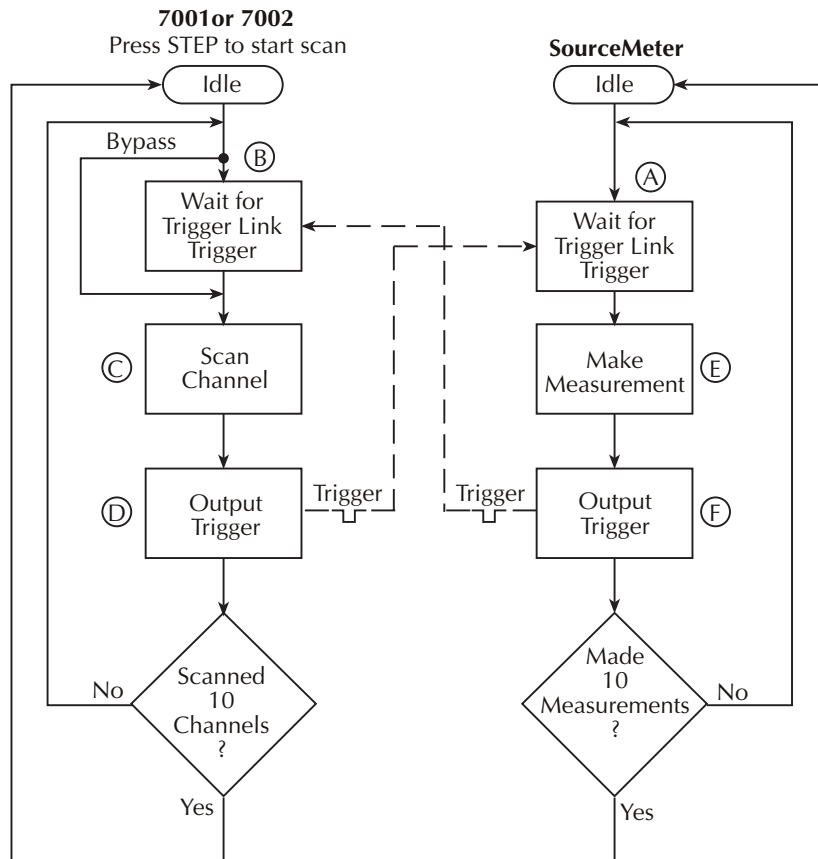 7001or 7002
Press STEP to start scan
Idle
Bypass
B
Wait for
Trigger Link
Trigger
C
Scan
Channel
D
Output
Trigger
Trigger
Scanned
10
Channels
?
No
Yes
SourceMeter
Idle
A
Wait for
Trigger Link
Trigger
Make
Measurement
E
Trigger
Output
Trigger
F
Made
10
Measurements
?
No
Yes